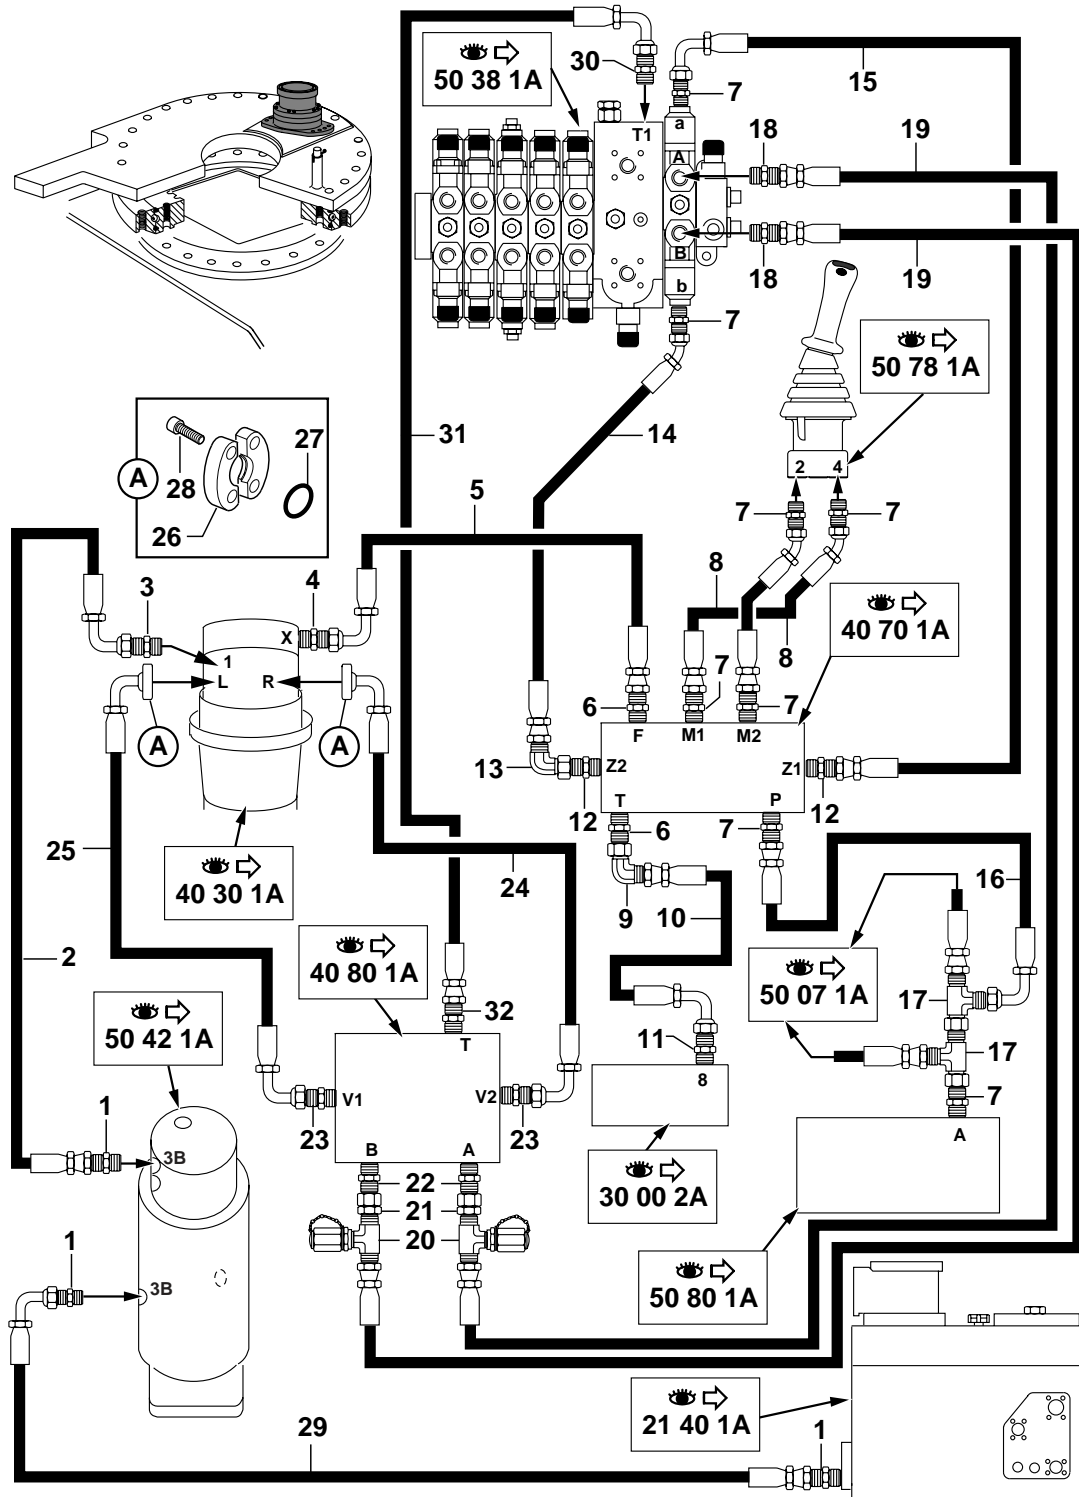 30
50 38 1A
15
7
a
T1
18
19
A
B
18
19
b
7
50 78 1A
A
28
27
26
31
14
5
2
4
7
7
3
4
8
8
40 70 1A
X
1
L
R
A
A
7
6
7
F
M1
M2
13
Z2
Z1
12
T
P
12
6
7
25
40 30 1A
24
9
10
16
2
40 80 1A
50 07 1A
17
50 42 1A
32
11
17
T
8
7
V1
V2
23
23
A
1
3B
B
A
22
21
20
30 00 2A
1
3B
50 80 1A
21 40 1A
29
1